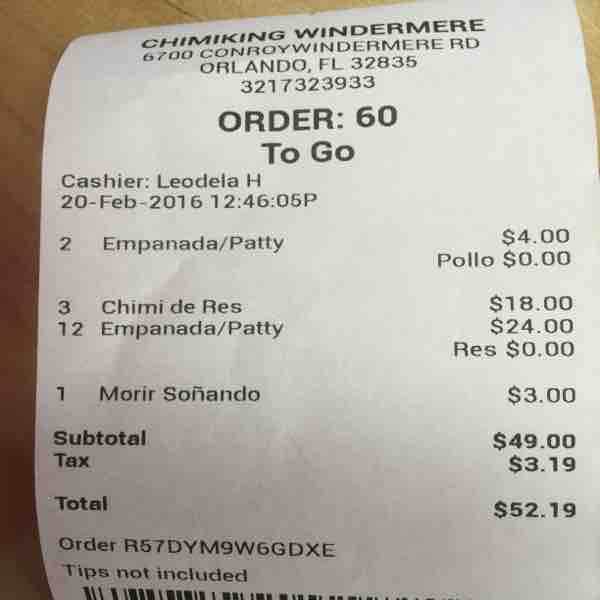 CHIMIKING WINDERMERE
6700 CONROYWINDERMERE RD
ORLANDO, FL 32835
3217323933
ORDER: 60
To Go
Cashier: Leodela H
20-Feb-2016 12:46:05P
2 Empanada/Patty $4.00
Pollo $0.00
3 Chimi de Res $18.00
12 Empanada/Patty $24.00
Res $0.00
1 Morir Soñando $3.00
Subtotal $49.00
Tax $3.19
Total $52.19
Order R57DYM9W6GDXE
Tips not included